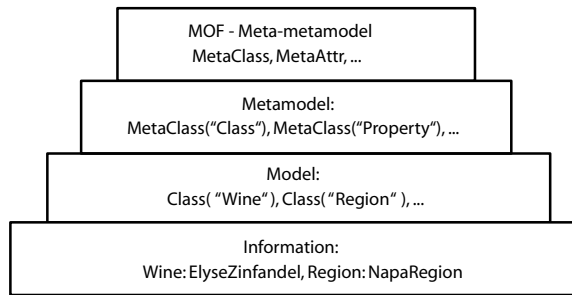 MOF - Meta-metamodel
MetaClass, MetaAttr, ...
Metamodel:
MetaClass(“Class“), MetaClass(“Property“), ...
Model:
Class( “Wine“ ), Class( “Region“ ), ...
Information:
Wine: ElyseZinfandel, Region: NapaRegion